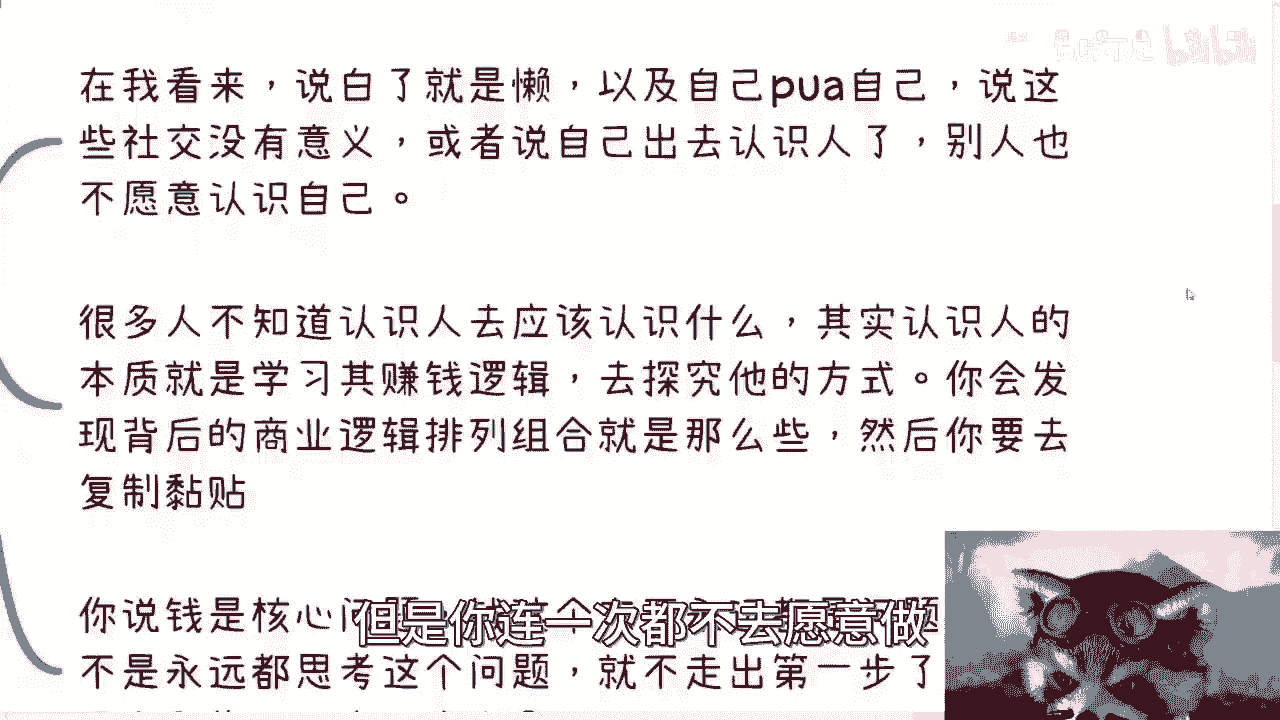 bilibili
在我看来，说白了就是懒，以及自己pua自己，说这
些社交没有意义，或者说自己出去认识人了，别人也
不愿意认识自己。
很多人不知道认识人去应该认识什么，其实认识人的
本质就是学习其赚钱逻辑，去探究他的方式。你会发
现背后的商业逻辑排列组合就是那么些，然后你要去
复制黏贴
你说钱是核心
但是你连一次都不去愿意做
不是永远都思考这个问题，就不走出第一步了